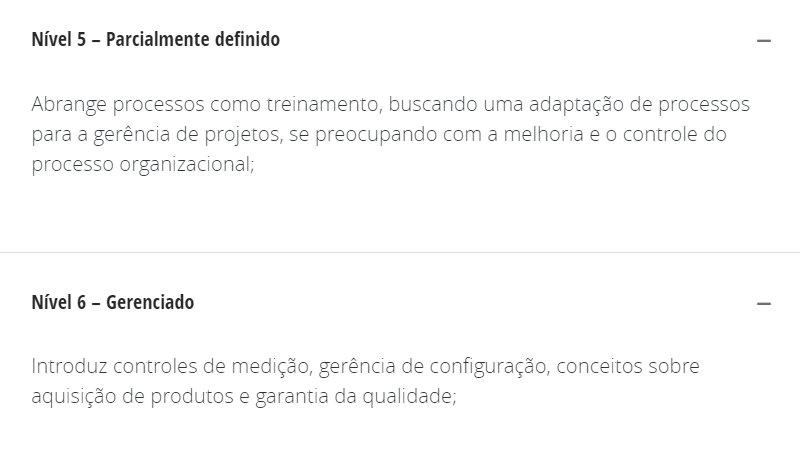 Nível 5 – Parcialmente definido
Abrange processos como treinamento, buscando uma adaptação de processos
para a gerência de projetos, se preocupando com a melhoria e o controle do
processo organizacional;
Nível 6 – Gerenciado
Introduz controles de medição, gerência de configuração, conceitos sobre
aquisição de produtos e garantia da qualidade;